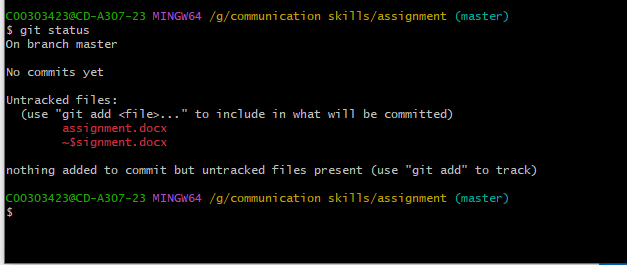 C00303423@CD-A307-23 MINGW64 /g/communication skills/assignment (master)
$ git status
On branch master
No commits yet
Untracked files:
(use "git add <file>..." to include in what will be committed)
assignment.docx
~$signment.docx
nothing added to commit but untracked files present (use "git add" to track)
C00303423@CD-A307-23 MINGW64 /g/communication skills/assignment (master)
$